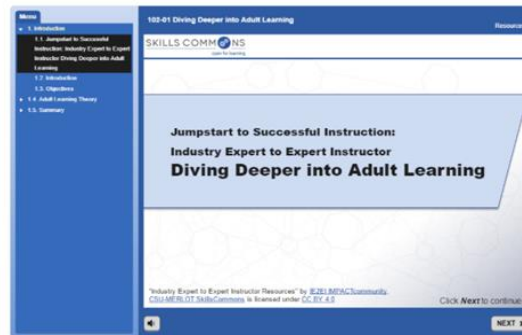 Menu
1. Introduction
1.1. Jumpstart to Successful
Instruction: Industry Expert to Expert
Instructor Diving Deeper into Adult
Learning
1.2. Introduction
1.3. Objectives
1.4. Adult Learning Theory
1.5. Summary
102-01 Diving Deeper into Adult Learning
Resource
SKILLS COMMONS
open for learning
Jumpstart to Successful Instruction:
Industry Expert to Expert Instructor
Diving Deeper into Adult Learning
"Industry Expert to Expert Instructor Resources" by IE2EI IMPACTcommunity,
CSU-MERLOT SkillsCommons is licensed under CC BY 4.0
Click Next to continue
NEXT